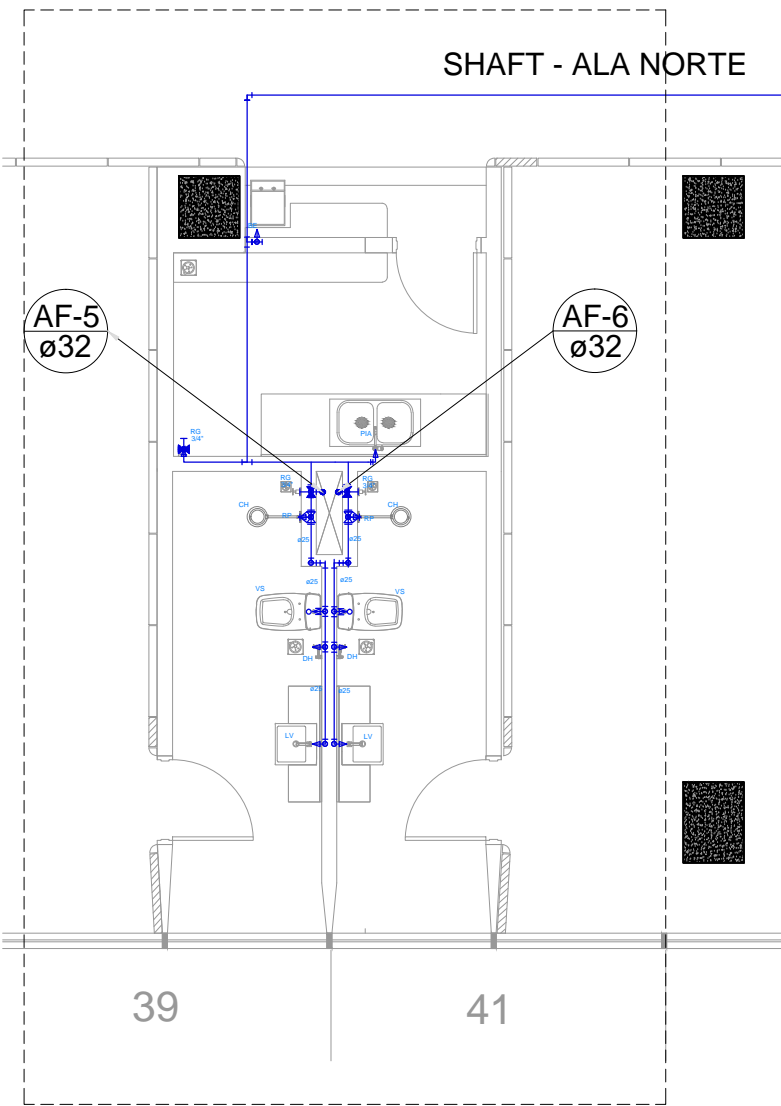 SHAFT - ALA NORTE
AF-5
ø32
AF-6
ø32
RG
3/4"
PIA
RG
RG
CH
RP
RP
CH
ø25
ø25
ø25
ø25
VS
VS
DH
DH
ø25
ø25
LV
LV
39
41